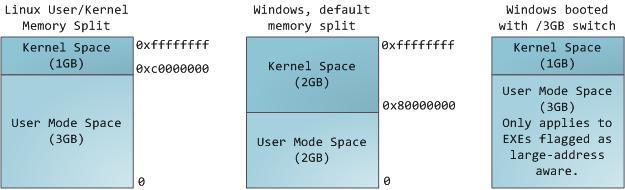 Linux User/Kernel
Memory Split
Kernel Space
(1GB)
User Mode Space
(3GB)
0xffffffff
0xc0000000
0
Windows, default
memory split
Kernel Space
(2GB)
User Mode Space
(2GB)
0xffffffff
0x80000000
0
Windows booted
with /3GB switch
Kernel Space
(1GB)
User Mode Space
(3GB)
Only applies to
EXEs flagged as
large-address
aware.